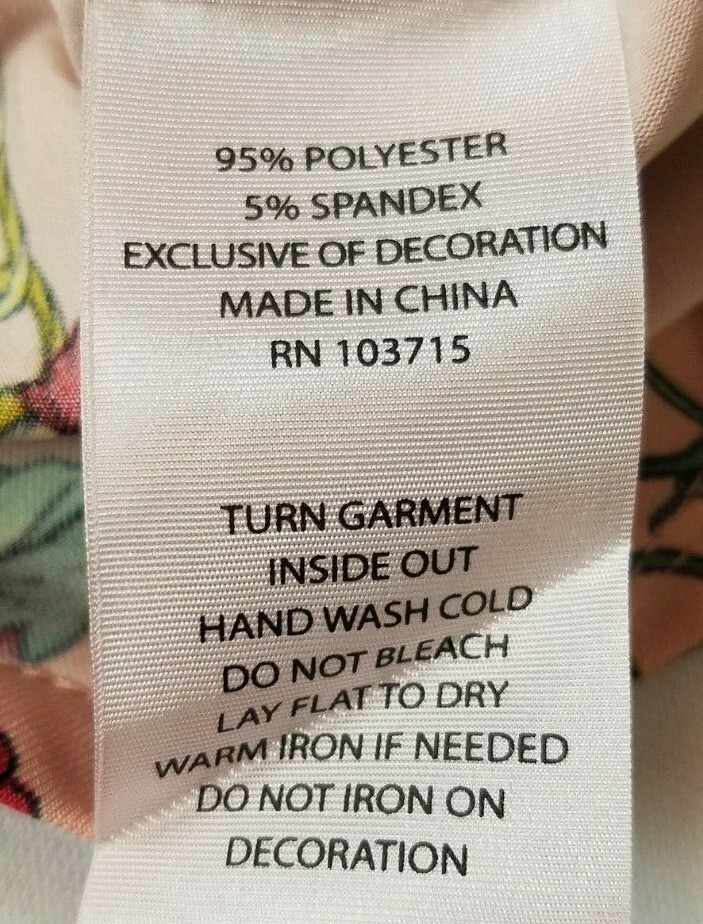 95% POLYESTER
5% SPANDEX
EXCLUSIVE OF DECORATION
MADE IN CHINA
RN 103715
TURN GARMENT
INSIDE OUT
HAND WASH COLD
DO NOT BLEACH
LAY FLAT TO DRY
WARM IRON IF NEEDED
DO NOT IRON ON
DECORATION